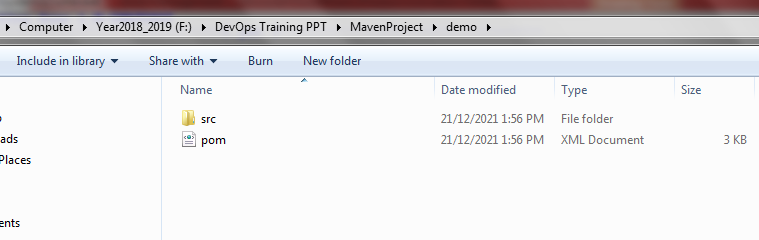 Computer Year2018_2019 (F:) DevOps Training PPT MavenProject demo
Include in library Share with Burn New folder
Name Date modified Type Size
src 21/12/2021 1:56 PM File folder
pom 21/12/2021 1:56 PM XML Document 3 KB
Places